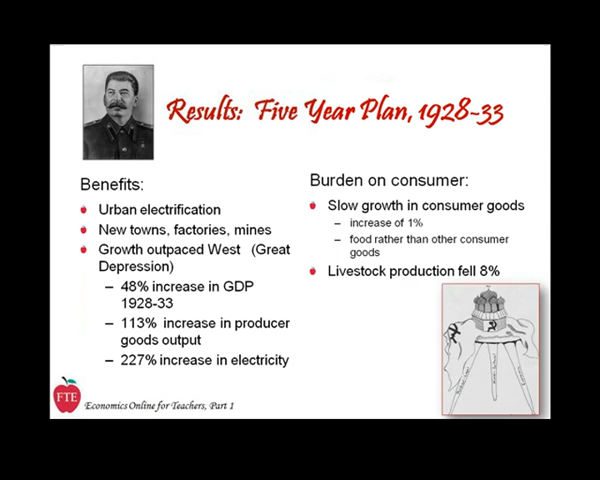 Results: Five Year Plan, 1928-33
Benefits:
Urban electrification
New towns, factories, mines
Growth outpaced West (Great
Depression)
– 48% increase in GDP
1928-33
– 113% increase in producer
goods output
– 227% increase in electricity
Burden on consumer:
Slow growth in consumer goods
– increase of 1%
– food rather than other consumer
goods
Livestock production fell 8%
FTE
Economics Online for Teachers, Part 1